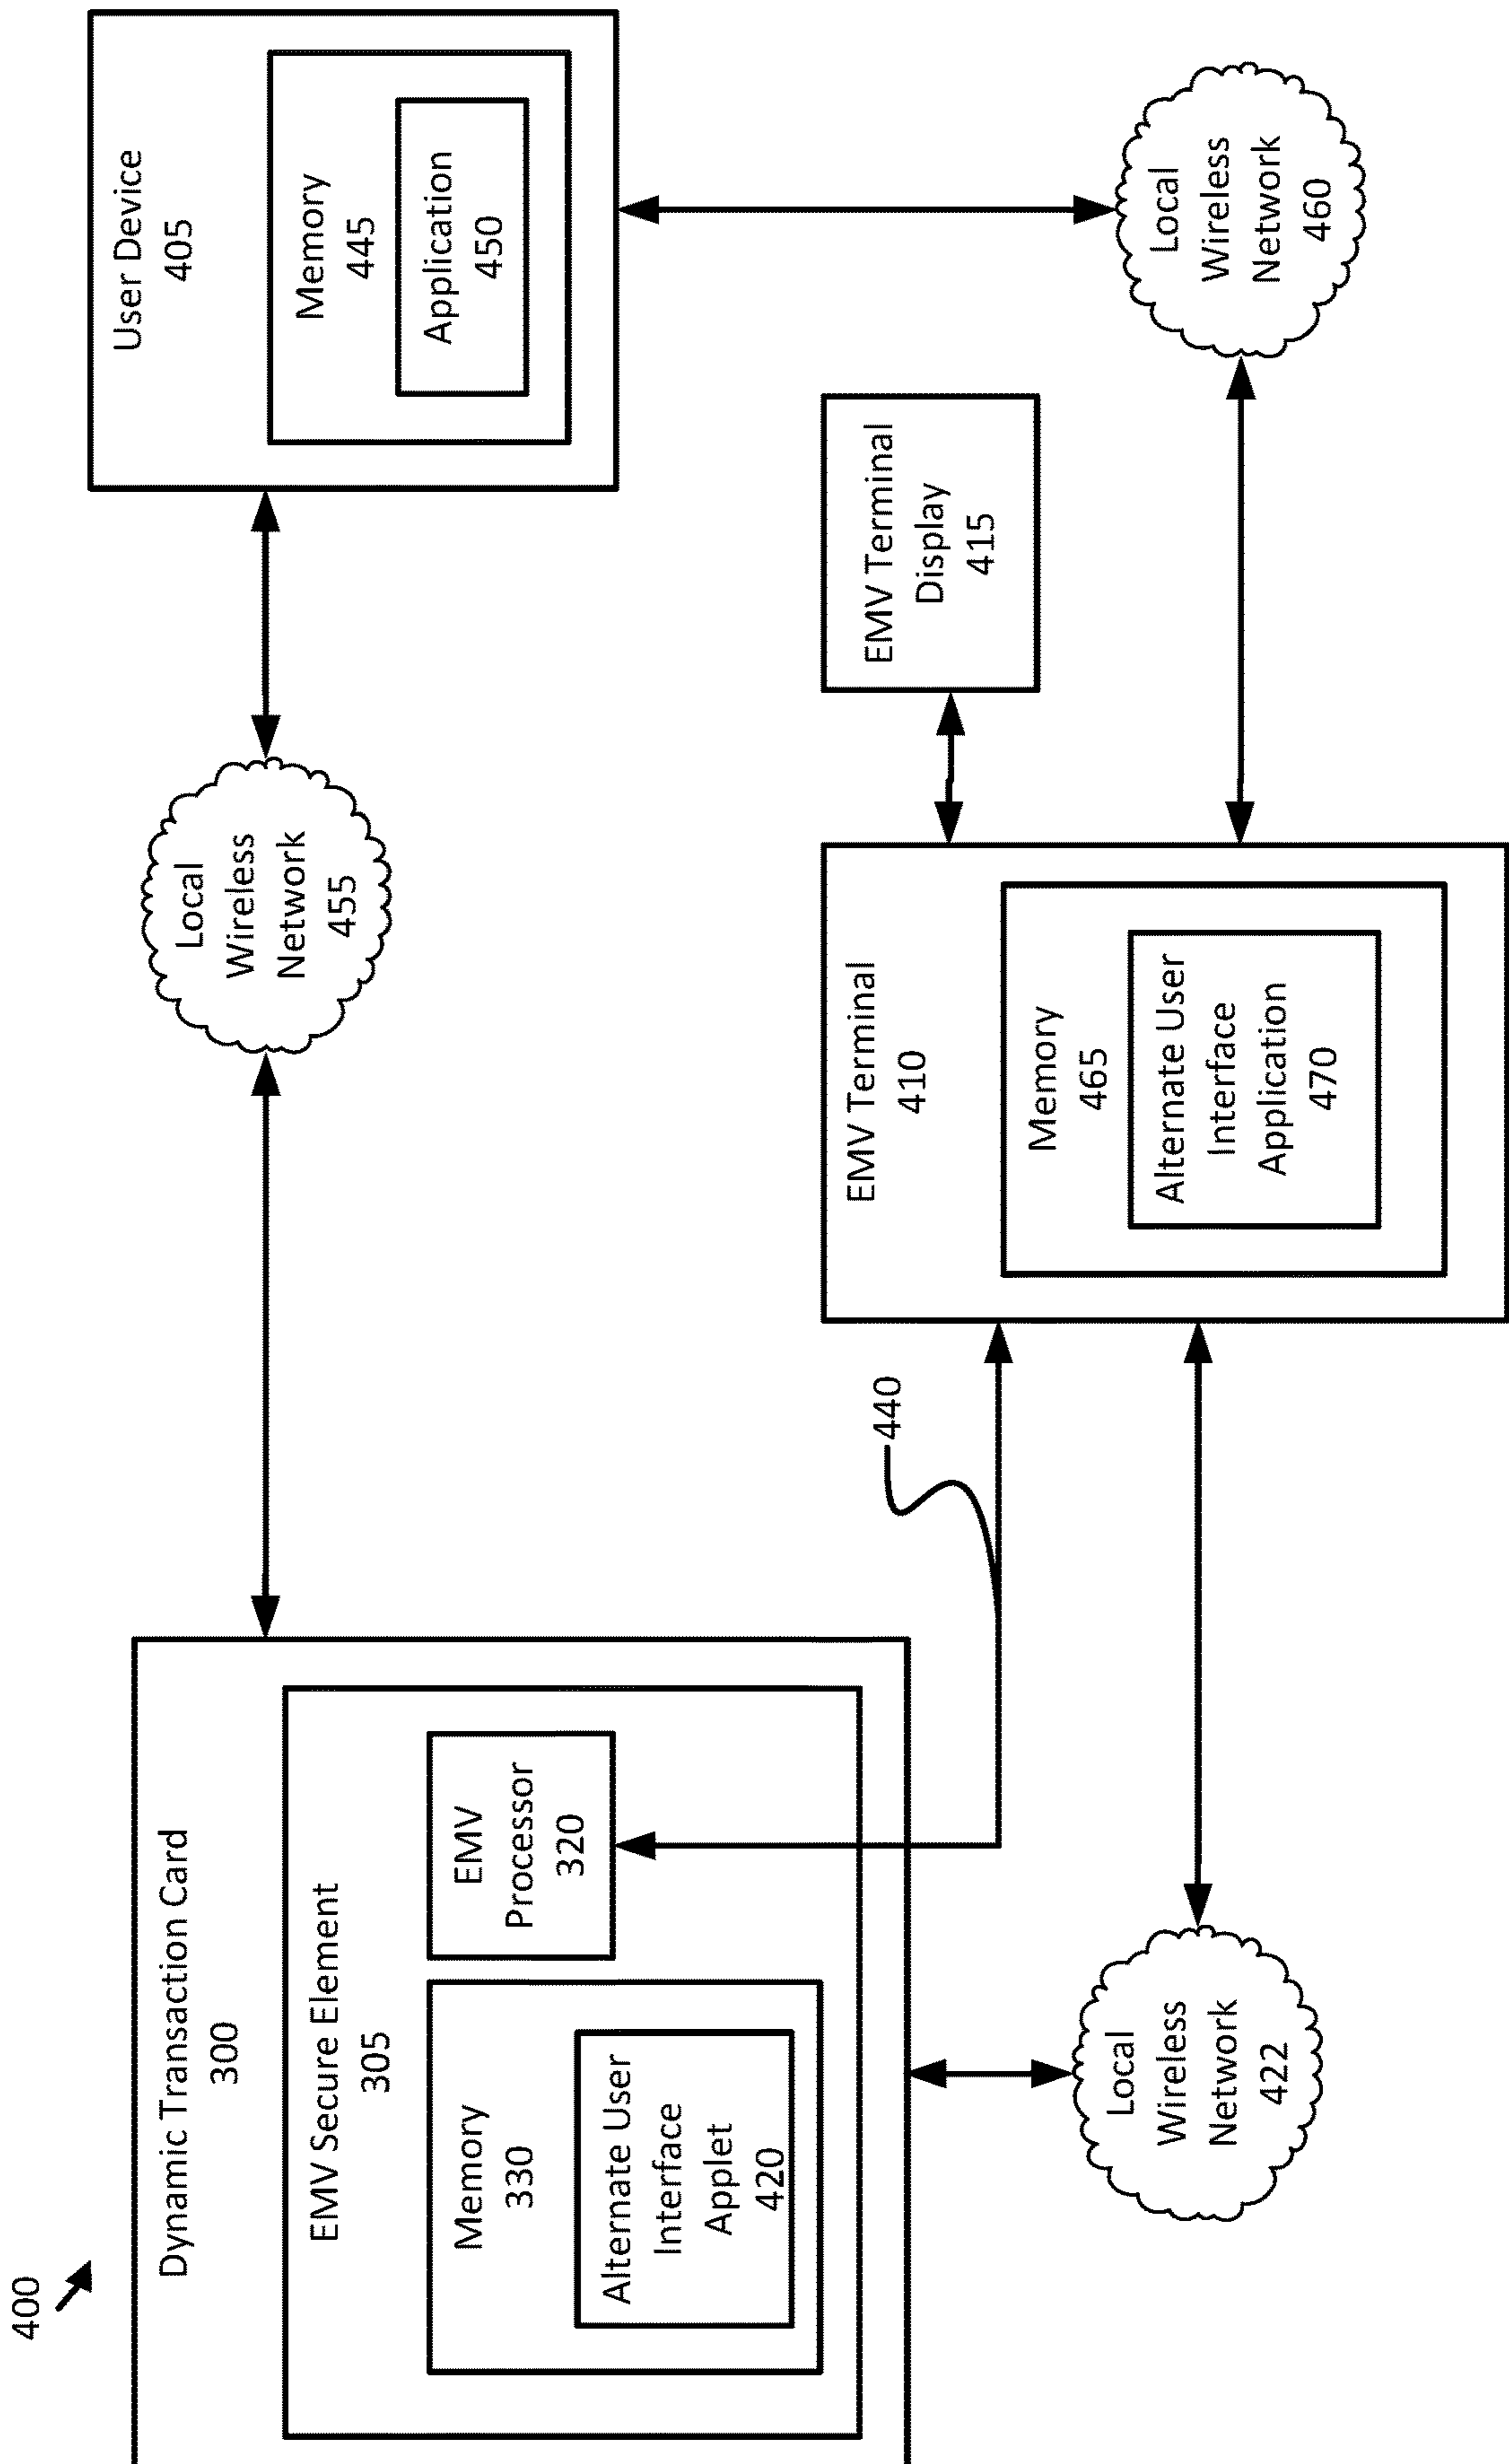 400
Dynamic Transaction Card
300
EMV Secure Element
305
Memory
330
Alternate User
Interface
Applet
420
EMV
Processor
320
Local
Wireless
Network
455
User Device
405
Memory
445
Application
450
440
Local
Wireless
Network
422
EMV Terminal
410
Memory
465
Alternate User
Interface
Application
470
EMV Terminal
Display
415
Local
Wireless
Network
460